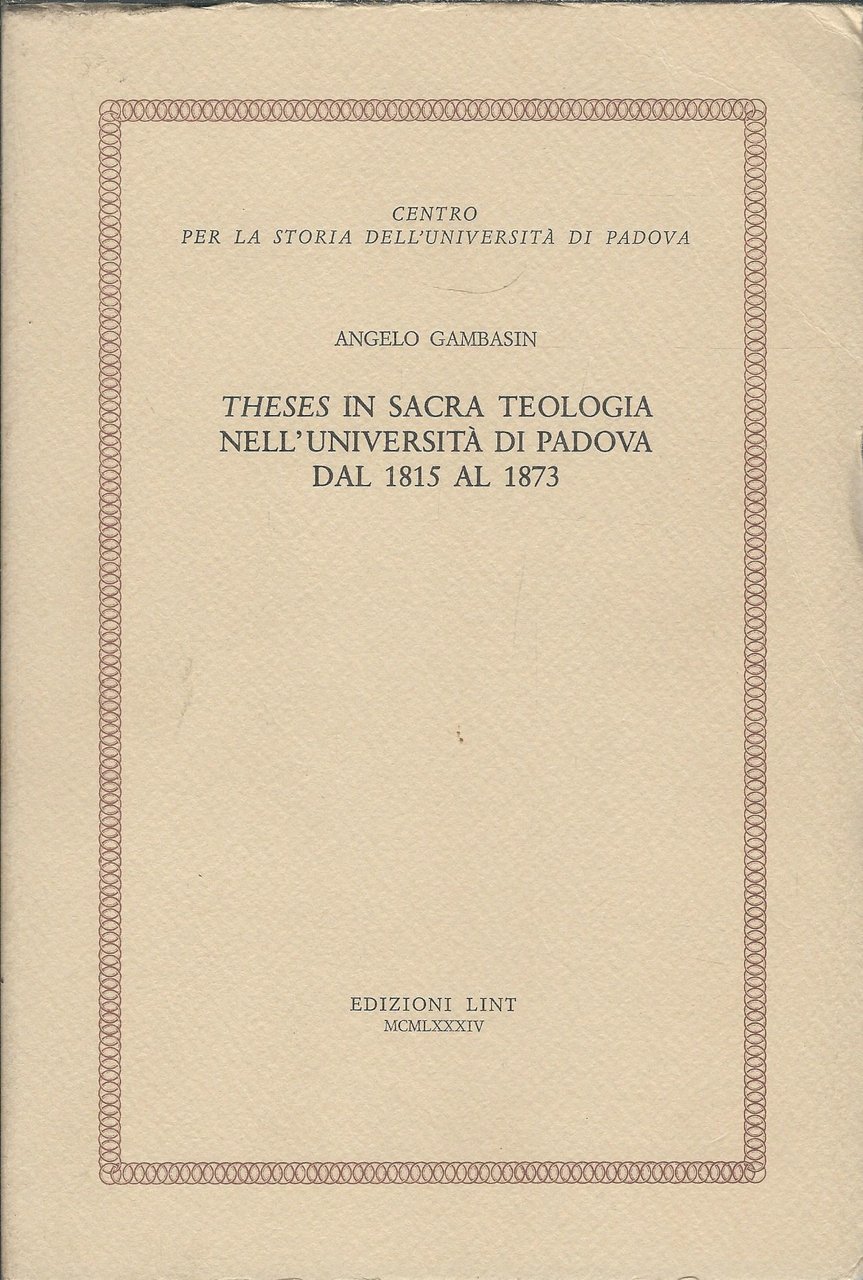 CENTRO
PER LA STORIA DELL'UNIVERSITÀ DI PADOVA
ANGELO GAMBASIN
THESES IN SACRA TEOLOGIA
NELL'UNIVERSITÀ DI PADOVA
DAL 1815 AL 1873
EDIZIONI LINT
MCMLXXXIV